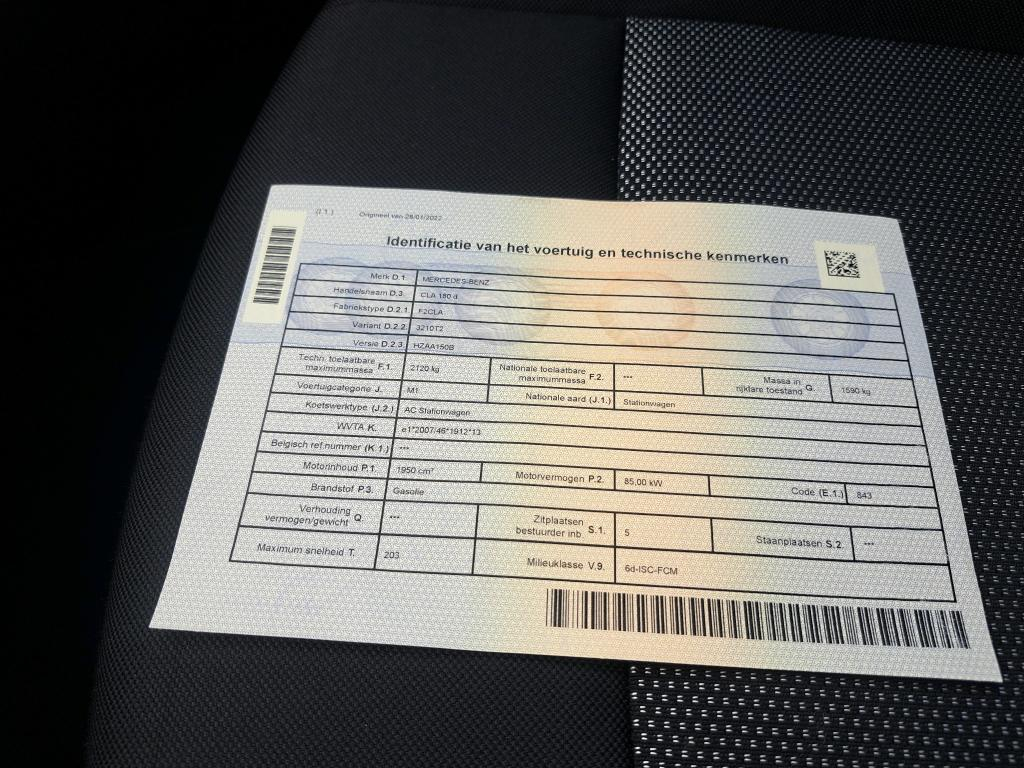 (I.1.) Origineel van 28/01/2022
Identificatie van het voertuig en technische kenmerken
Merk D.1. MERCEDES-BENZ
Handelsnaam D.3. CLA 180 d
Fabriekstype D.2.1. F2CLA
Variant D.2.2. 3210T2
Versie D.2.3. HZAA150B
Techn. toelaatbare maximummassa F.1. 2120 kg Nationale toelaatbare maximummassa F.2. --- Massa in rijklare toestand G. 1590 kg
Voertuigcategorie J. M1 Nationale aard (J.1.) Stationwagen
Koetswerktype (J.2.) AC Stationwagen
WVTA K. e1*2007/46*1912*13
Belgisch ref.nummer (K.1.) ---
Motorinhoud P.1. 1950 cm³ Motorvermogen P.2. 85,00 kW Code (E.1.) 843
Brandstof P.3. Gasolie
Verhouding vermogen/gewicht Q. --- Zitplaatsen bestuurder inb. S.1. 5 Staanplaatsen S.2. ---
Maximum snelheid T. 203 Milieuklasse V.9. 6d-ISC-FCM